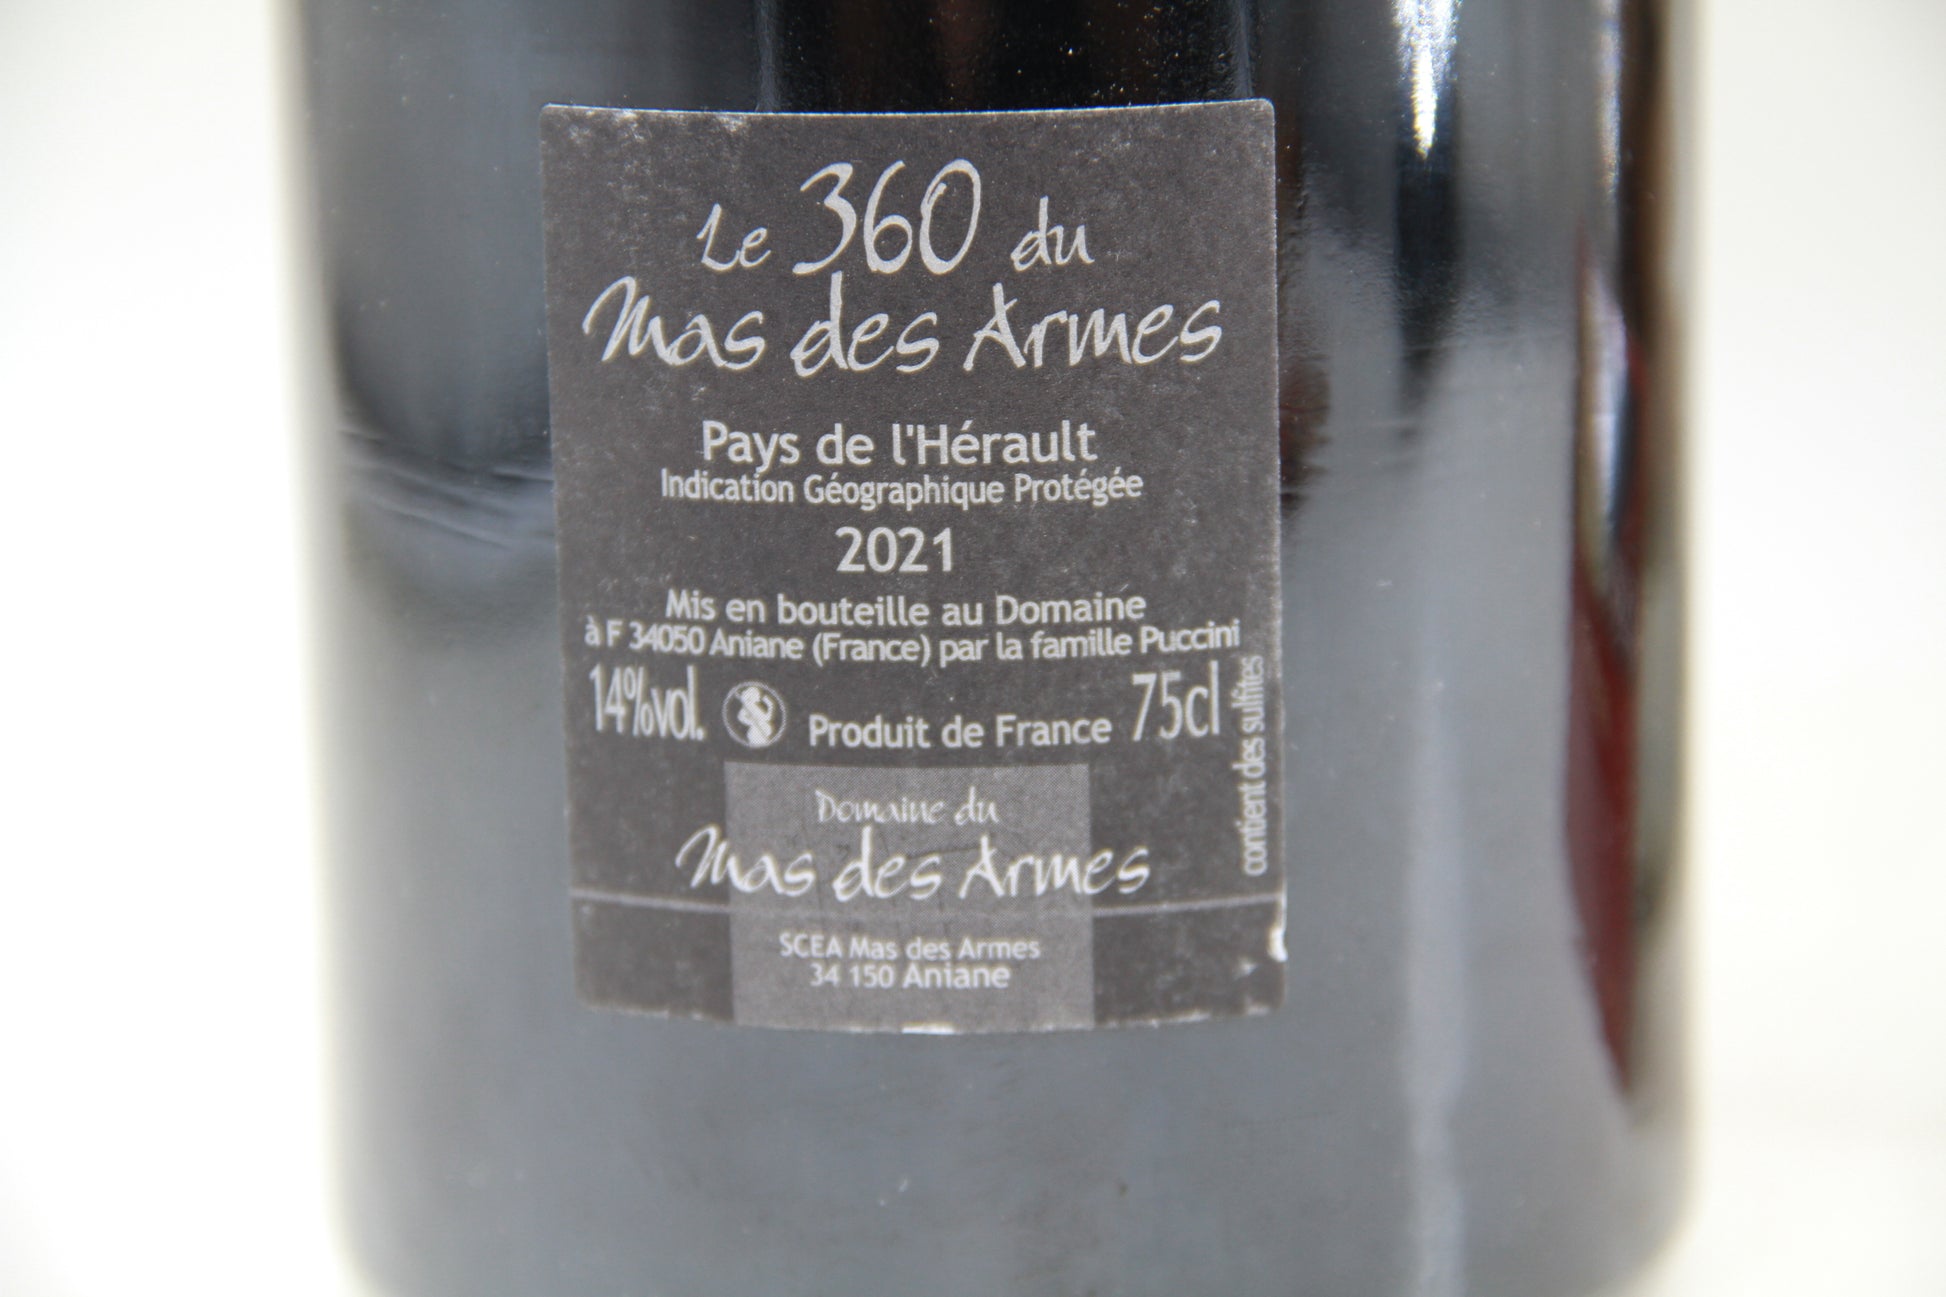 Le 360 du
Mas des Armes
Pays de l'Hérault
Indication Géographique Protégée
2021
Mis en bouteille au Domaine
à F 34050 Aniane (France) par la famille Puccini
14%vol. Produit de France 75cl
contient des sulfites
Domaine du
Mas des Armes
SCEA Mas des Armes
34 150 Aniane